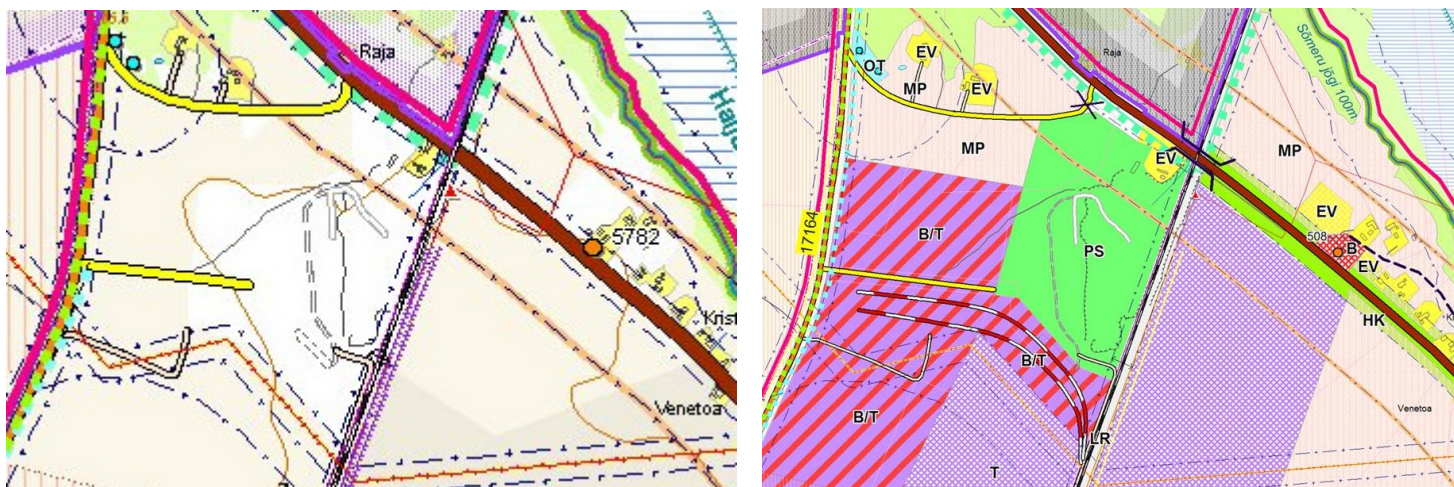 Raja
5782
Krist
Venetoa
Raja
EV
OT
MP
EV
Sõmeru jõgi 100m
MP
EV
MP
17164
B/T
PS
EV
508
B
EV
HK
B/T
B/T
LR
T
Venetoa